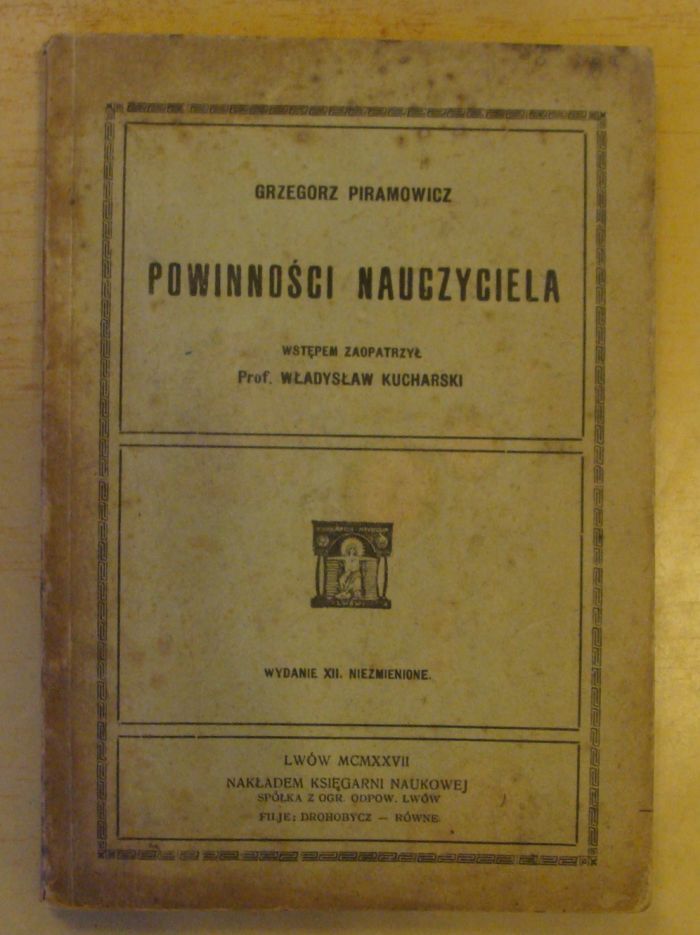 GRZEGORZ PIRAMOWICZ
POWINNOŚCI NAUCZYCIELA
WSTĘPEM ZAOPATRZYŁ
Prof. WŁADYSŁAW KUCHARSKI
LWÓW
WYDANIE XII. NIEZMIENIONE.
LWÓW MCMXXVII
NAKŁADEM KSIĘGARNI NAUKOWEJ
SPÓŁKA Z OGR. ODPOW. LWÓW
FILJE: DROHOBYCZ — RÓWNE.